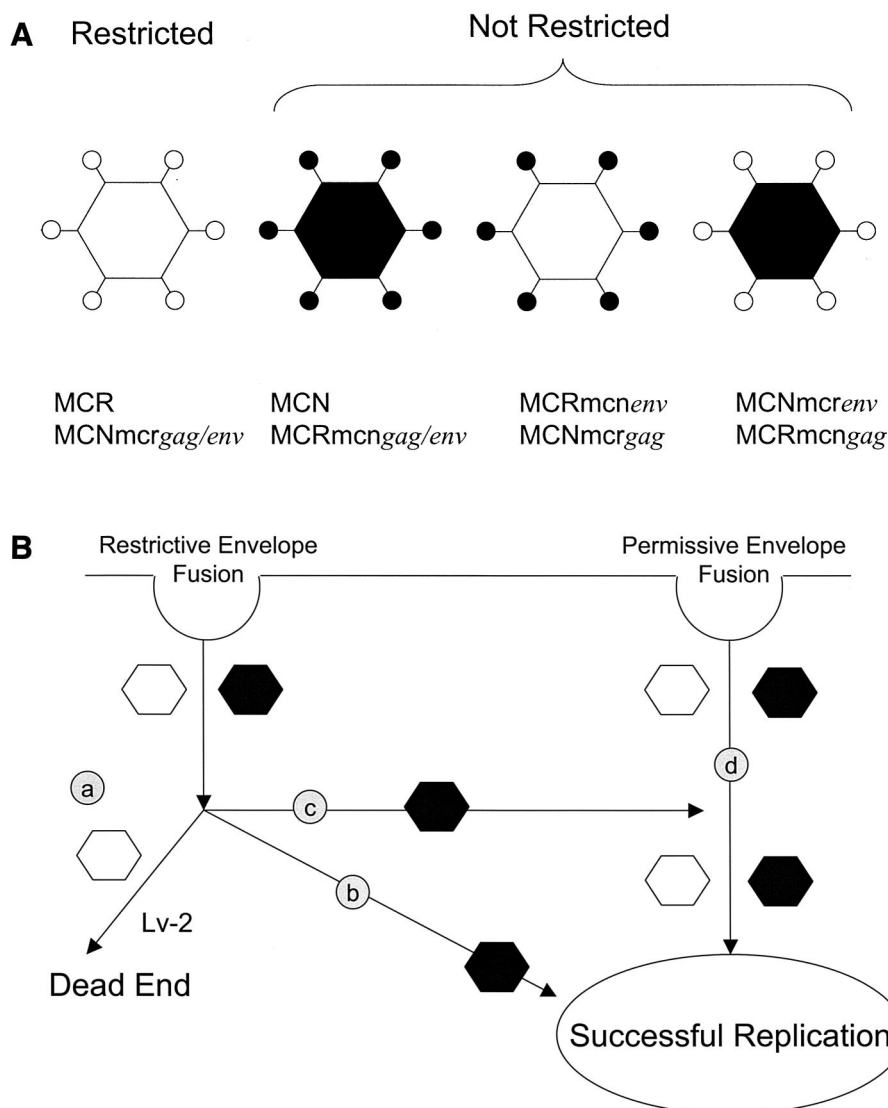 A
Restricted
Not Restricted
MCR
MCNmcrgag/env
MCN
MCRmcngag/env
MCRmcnenv
MCNmcrgag
MCNmcrenv
MCRmcngag
B
Restrictive Envelope
Fusion
Permissive Envelope
Fusion
a
c
d
b
Lv-2
Dead End
Successful Replication